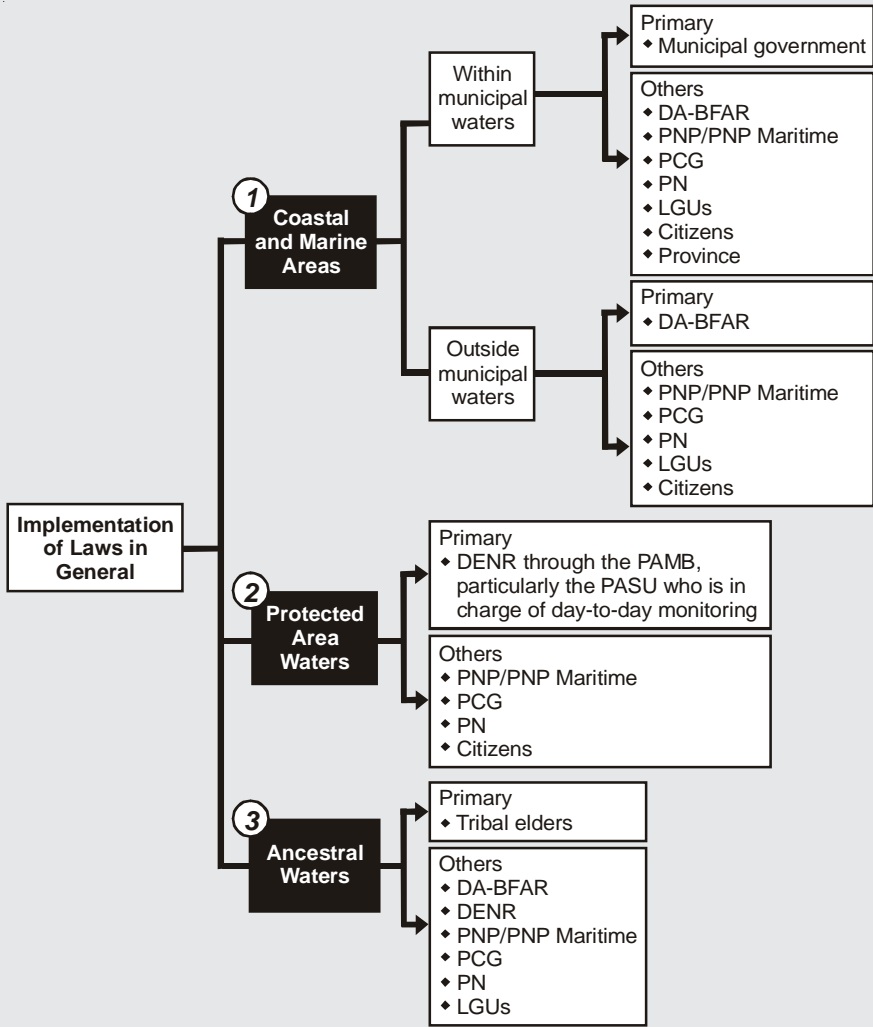 Implementation
of Laws in
General
1
Coastal
and Marine
Areas
Within
municipal
waters
Primary
◆ Municipal government
Others
◆ DA-BFAR
◆ PNP/PNP Maritime
◆ PCG
◆ PN
◆ LGUs
◆ Citizens
◆ Province
Outside
municipal
waters
Primary
◆ DA-BFAR
Others
◆ PNP/PNP Maritime
◆ PCG
◆ PN
◆ LGUs
◆ Citizens
2
Protected
Area
Waters
Primary
◆ DENR through the PAMB,
particularly the PASU who is in
charge of day-to-day monitoring
Others
◆ PNP/PNP Maritime
◆ PCG
◆ PN
◆ Citizens
3
Ancestral
Waters
Primary
◆ Tribal elders
Others
◆ DA-BFAR
◆ DENR
◆ PNP/PNP Maritime
◆ PCG
◆ PN
◆ LGUs